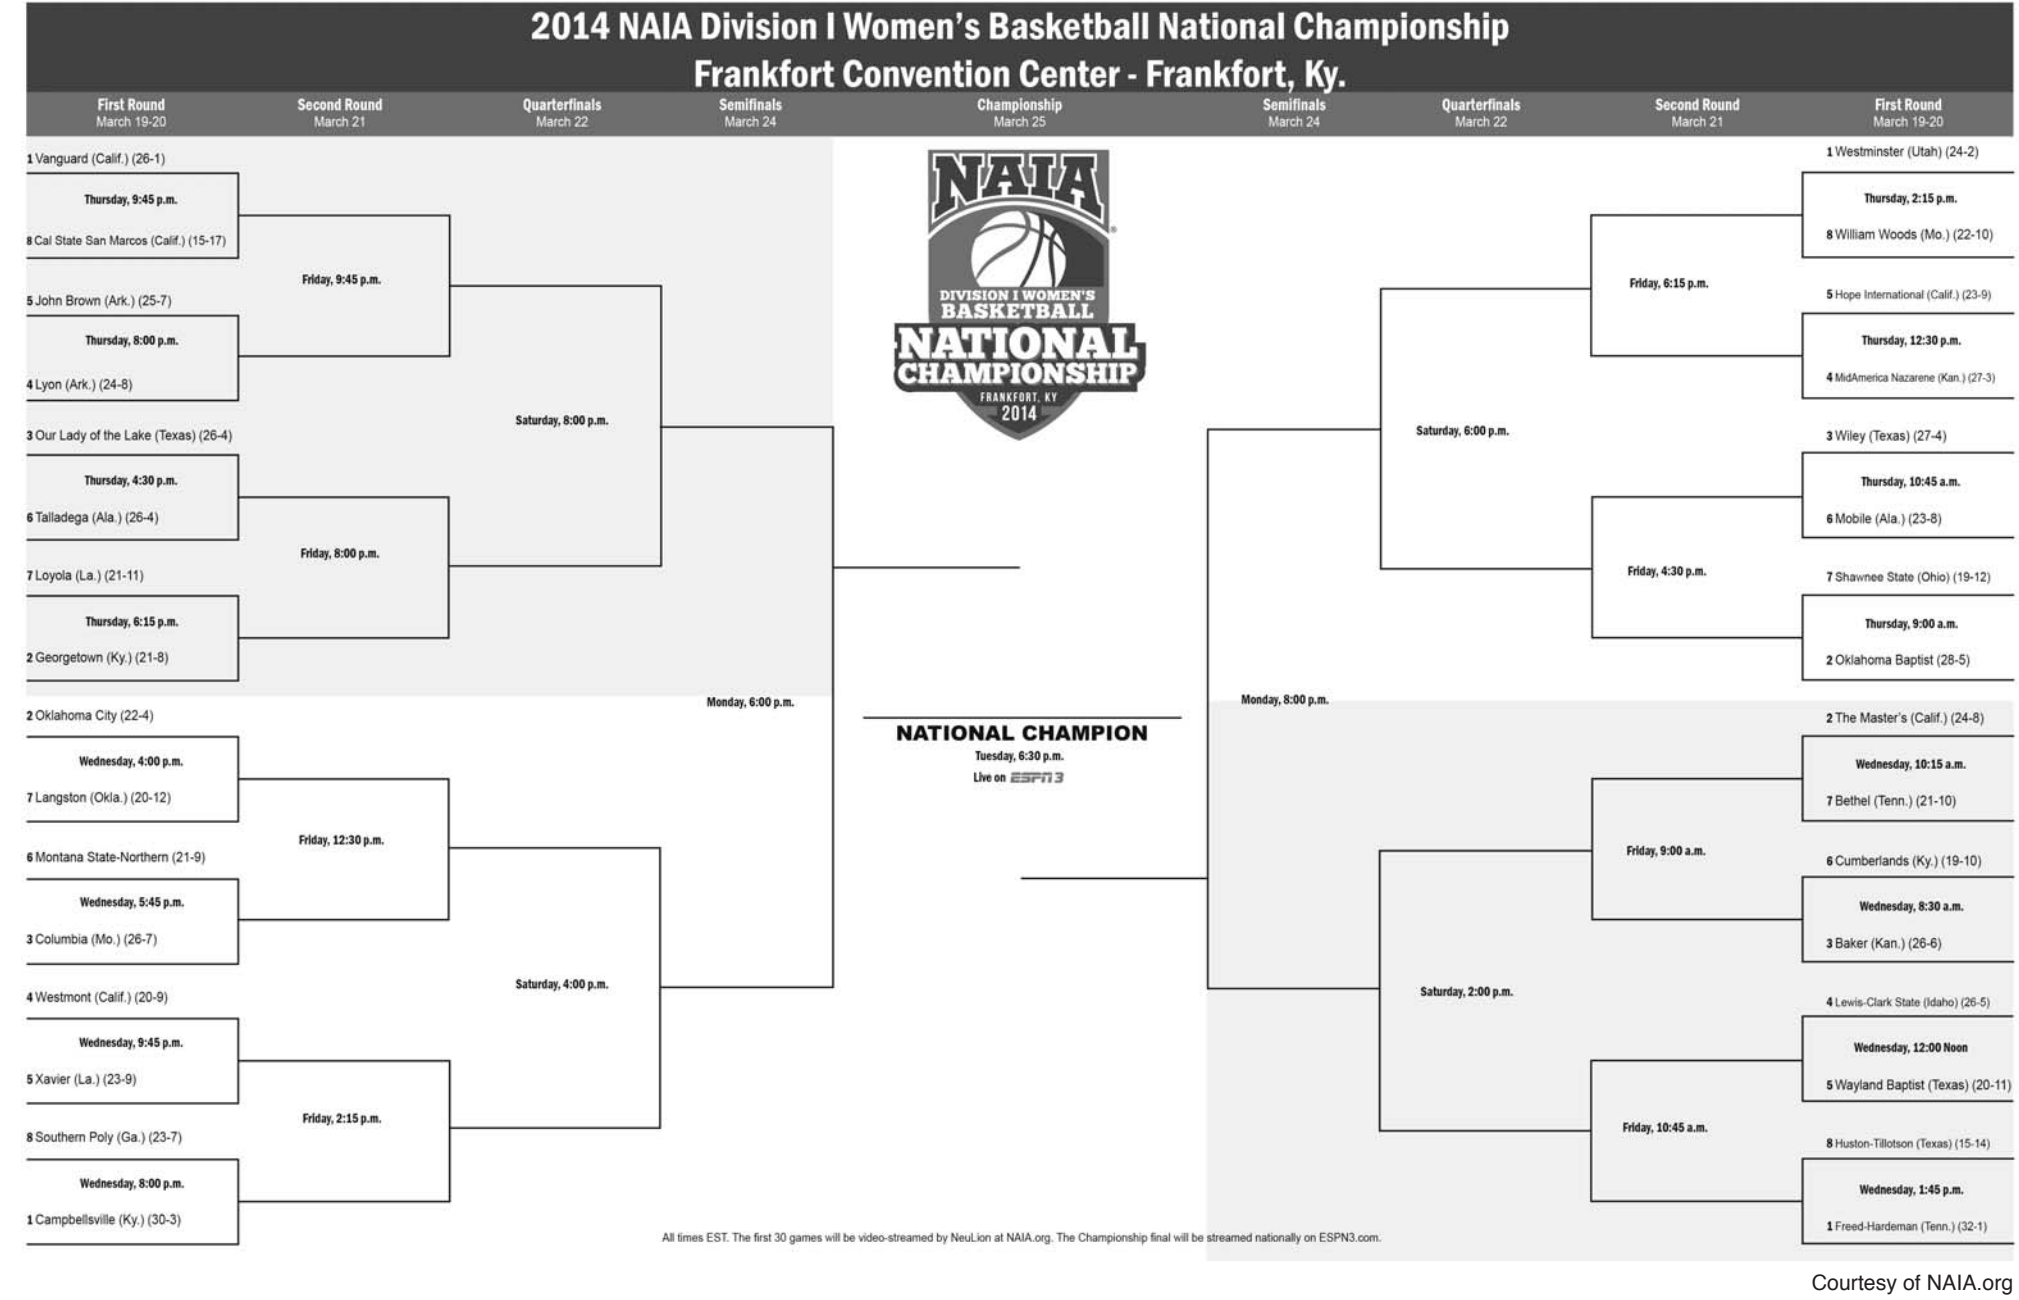 2014 NAIA Division I Women's Basketball National Championship
Frankfort Convention Center - Frankfort, Ky.
First Round
March 19-20
Second Round
March 21
Quarterfinals
March 22
Semifinals
March 24
Championship
March 25
Semifinals
March 24
Quarterfinals
March 22
Second Round
March 21
First Round
March 19-20
1 Vanguard (Calif.) (26-1)
Thursday, 9:45 p.m.
8 Cal State San Marcos (Calif.) (15-17)
Friday, 9:45 p.m.
5 John Brown (Ark.) (25-7)
Thursday, 8:00 p.m.
4 Lyon (Ark.) (24-8)
Saturday, 8:00 p.m.
3 Our Lady of the Lake (Texas) (26-4)
Thursday, 4:30 p.m.
6 Talladega (Ala.) (26-4)
Friday, 8:00 p.m.
7 Loyola (La.) (21-11)
Thursday, 6:15 p.m.
2 Georgetown (Ky.) (21-8)
Monday, 6:00 p.m.
2 Oklahoma City (22-4)
Wednesday, 4:00 p.m.
7 Langston (Okla.) (20-12)
Friday, 12:30 p.m.
6 Montana State-Northern (21-9)
Wednesday, 5:45 p.m.
3 Columbia (Mo.) (26-7)
Saturday, 4:00 p.m.
4 Westmont (Calif.) (20-9)
Wednesday, 9:45 p.m.
5 Xavier (La.) (23-9)
Friday, 2:15 p.m.
8 Southern Poly (Ga.) (23-7)
Wednesday, 8:00 p.m.
1 Campbellsville (Ky.) (30-3)
NAIA
®
DIVISION I WOMEN'S
BASKETBALL
NATIONAL
CHAMPIONSHIP
FRANKFORT, KY
2014
NATIONAL CHAMPION
Tuesday, 6:30 p.m.
Live on ESPN3
1 Westminster (Utah) (24-2)
Thursday, 2:15 p.m.
8 William Woods (Mo.) (22-10)
Friday, 6:15 p.m.
5 Hope International (Calif.) (23-9)
Thursday, 12:30 p.m.
4 MidAmerica Nazarene (Kan.) (27-3)
Saturday, 6:00 p.m.
3 Wiley (Texas) (27-4)
Thursday, 10:45 a.m.
6 Mobile (Ala.) (23-8)
Friday, 4:30 p.m.
7 Shawnee State (Ohio) (19-12)
Thursday, 9:00 a.m.
2 Oklahoma Baptist (28-5)
Monday, 8:00 p.m.
2 The Master's (Calif.) (24-8)
Wednesday, 10:15 a.m.
7 Bethel (Tenn.) (21-10)
Friday, 9:00 a.m.
6 Cumberlands (Ky.) (19-10)
Wednesday, 8:30 a.m.
3 Baker (Kan.) (26-6)
Saturday, 2:00 p.m.
4 Lewis-Clark State (Idaho) (26-5)
Wednesday, 12:00 Noon
5 Wayland Baptist (Texas) (20-11)
Friday, 10:45 a.m.
8 Huston-Tillotson (Texas) (15-14)
Wednesday, 1:45 p.m.
1 Freed-Hardeman (Tenn.) (32-1)
All times EST. The first 30 games will be video-streamed by NeuLion at NAIA.org. The Championship final will be streamed nationally on ESPN3.com.
Courtesy of NAIA.org